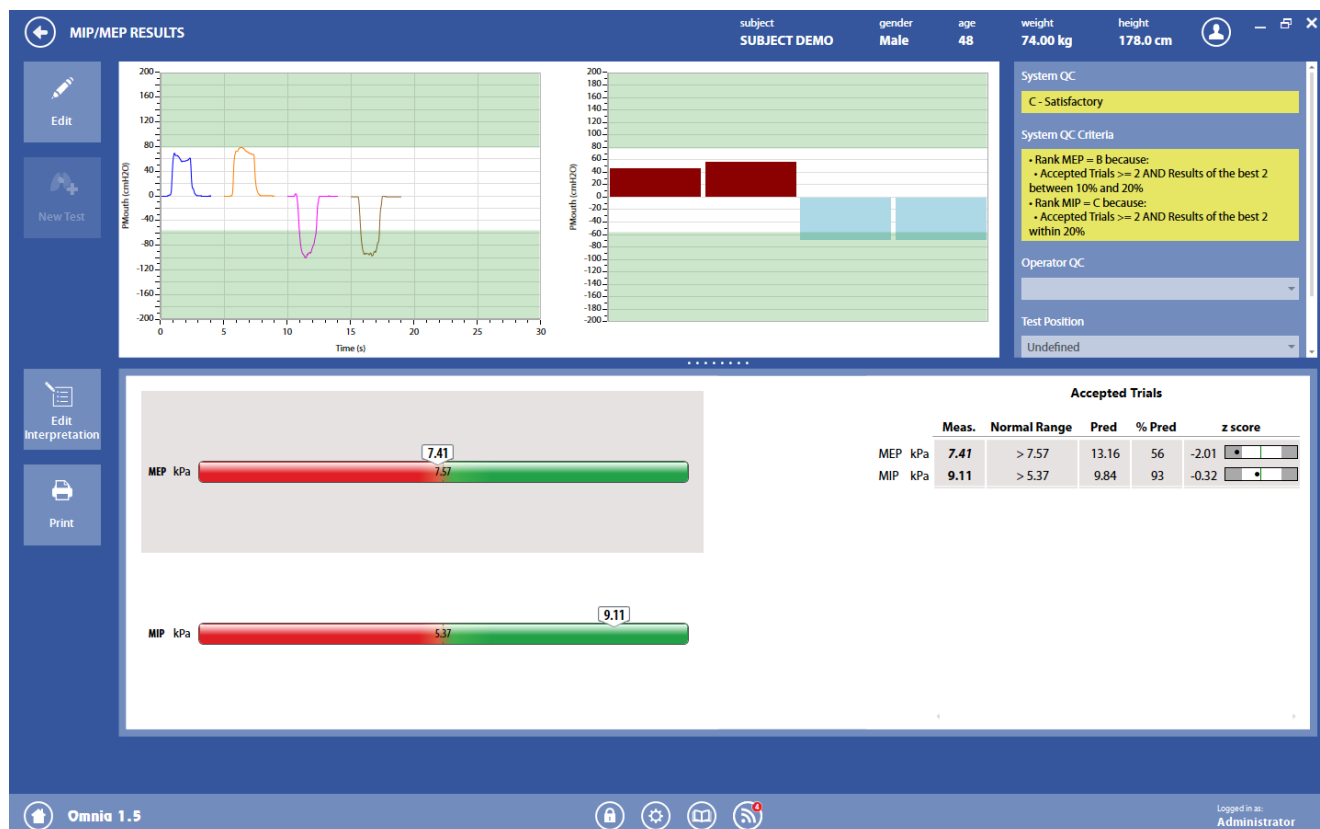 MIP/MEP RESULTS
subject gender age weight height
SUBJECT DEMO Male 48 74.00 kg 178.0 cm
Edit
New Test
200
160
120
80
40
0
-40
-80
-120
-160
-200
PMouth (cmH2O)
0 5 10 15 20 25 30
Time (s)
200
180
160
140
120
100
80
60
40
20
0
-20
-40
-60
-80
-100
-120
-140
-160
-180
-200
PMouth (cmH2O)
System QC
C - Satisfactory
System QC Criteria
• Rank MEP = B because:
• Accepted Trials >= 2 AND Results of the best 2
between 10% and 20%
• Rank MIP = C because:
• Accepted Trials >= 2 AND Results of the best 2
within 20%
Operator QC
Test Position
Undefined
Edit
Interpretation
Print
7.41
MEP kPa 7.57
9.11
MIP kPa 5.37
Accepted Trials
Meas. Normal Range Pred % Pred z score
MEP kPa 7.41 > 7.57 13.16 56 -2.01
MIP kPa 9.11 > 5.37 9.84 93 -0.32
Omnia 1.5
4
Logged in as:
Administrator